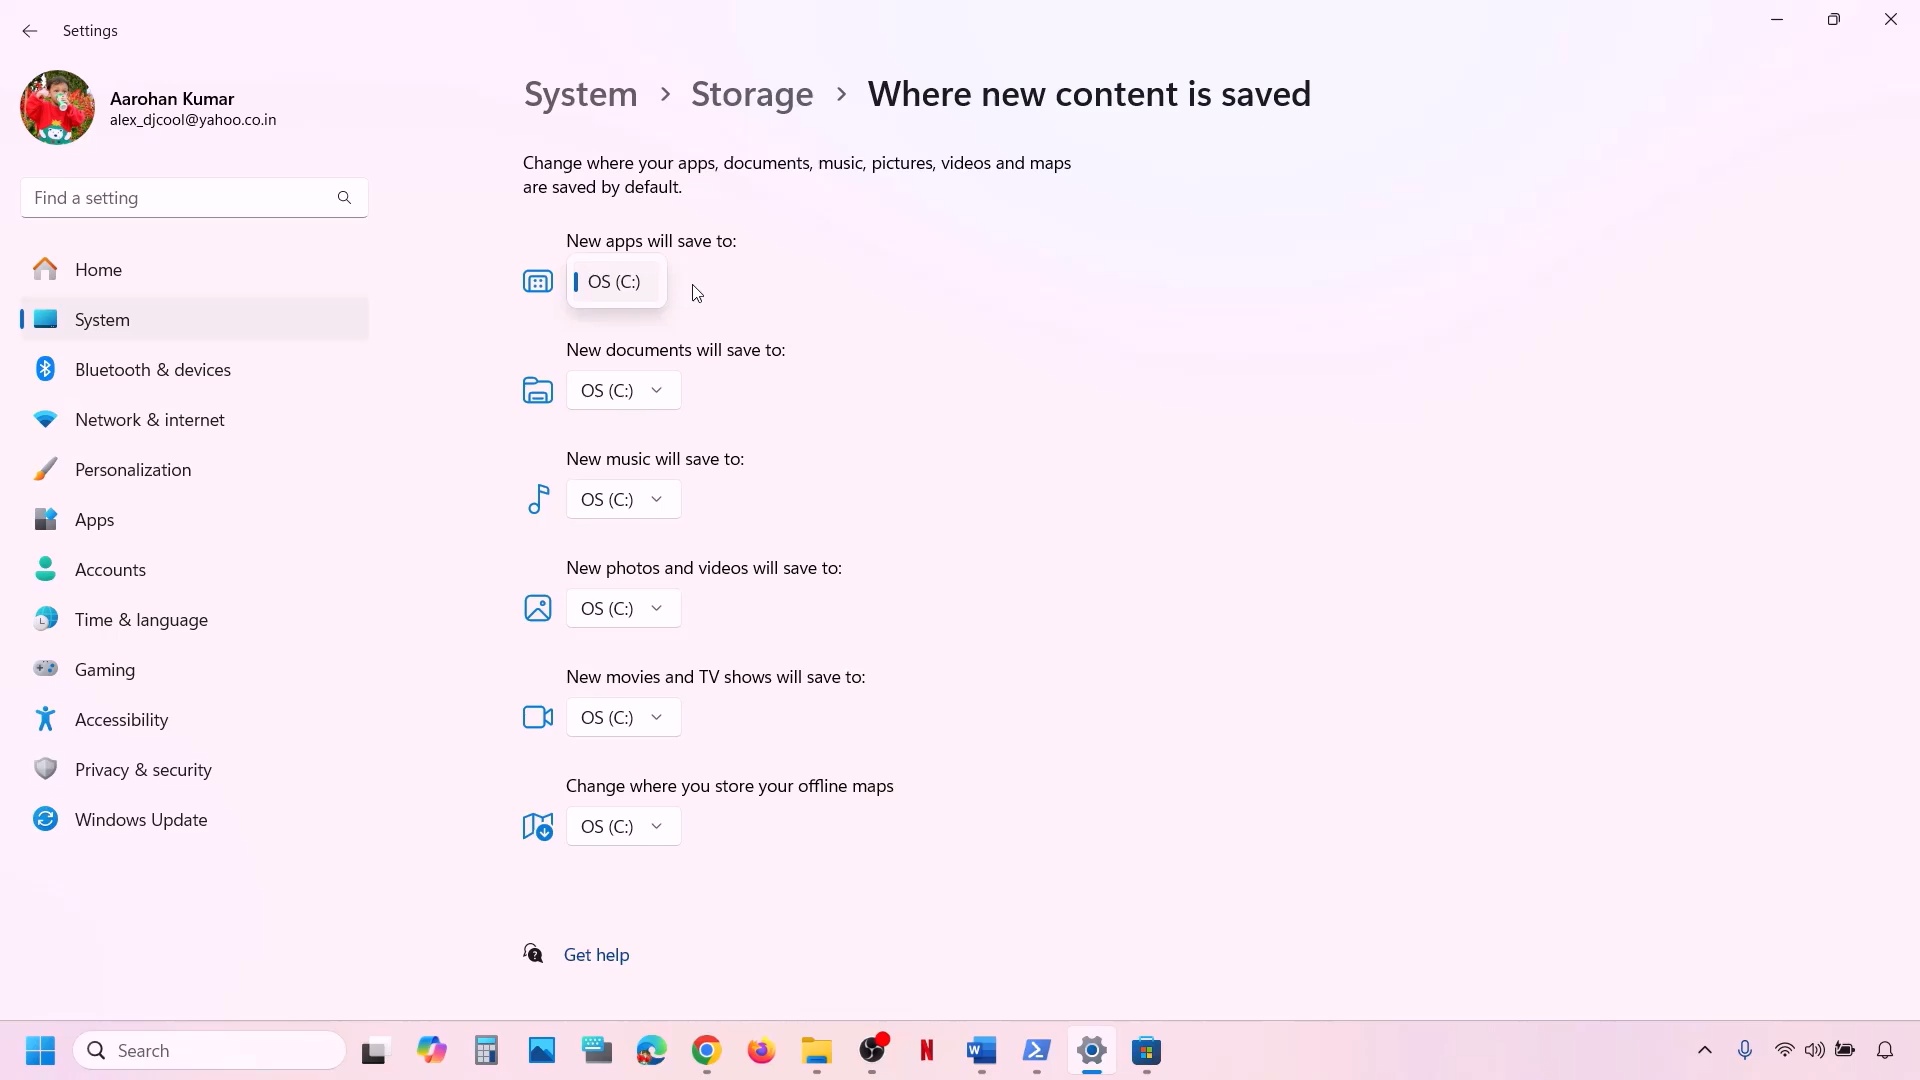 Settings
Aarohan Kumar
alex_djcool@yahoo.co.in
Find a setting
Home
System
Bluetooth & devices
Network & internet
Personalization
Apps
Accounts
Time & language
Gaming
Accessibility
Privacy & security
Windows Update
System > Storage > Where new content is saved
Change where your apps, documents, music, pictures, videos and maps
are saved by default.
New apps will save to:
OS (C:)
New documents will save to:
OS (C:)
New music will save to:
OS (C:)
New photos and videos will save to:
OS (C:)
New movies and TV shows will save to:
OS (C:)
Change where you store your offline maps
OS (C:)
Get help
Search